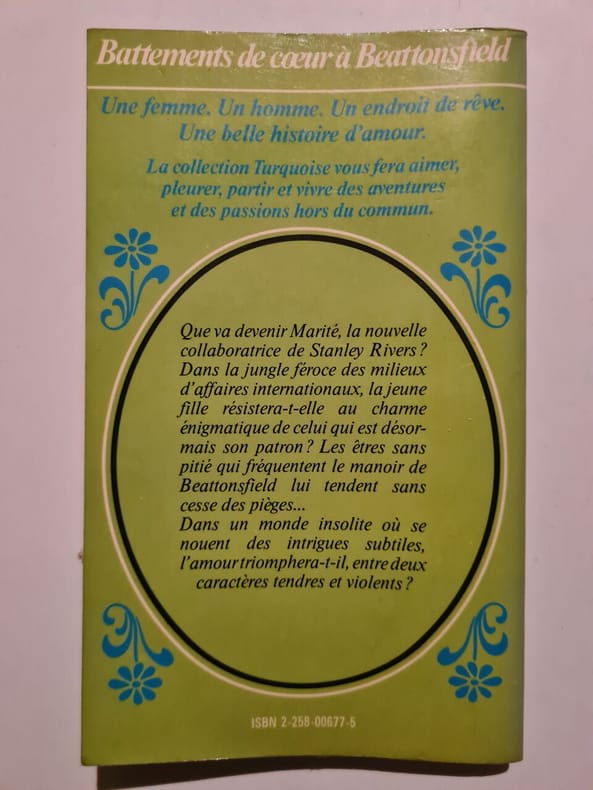 Battements de cœur à Beattonsfield
Une femme. Un homme. Un endroit de rêve.
Une belle histoire d'amour.
La collection Turquoise vous fera aimer,
pleurer, partir et vivre des aventures
et des passions hors du commun.
Que va devenir Marité, la nouvelle
collaboratrice de Stanley Rivers ?
Dans la jungle féroce des milieux
d'affaires internationaux, la jeune
fille résistera-t-elle au charme
énigmatique de celui qui est désor-
mais son patron ? Les êtres sans
pitié qui fréquentent le manoir de
Beattonsfield lui tendent sans
cesse des pièges...
Dans un monde insolite où se
nouent des intrigues subtiles,
l'amour triomphera-t-il, entre deux
caractères tendres et violents ?
ISBN 2-258-00677-5